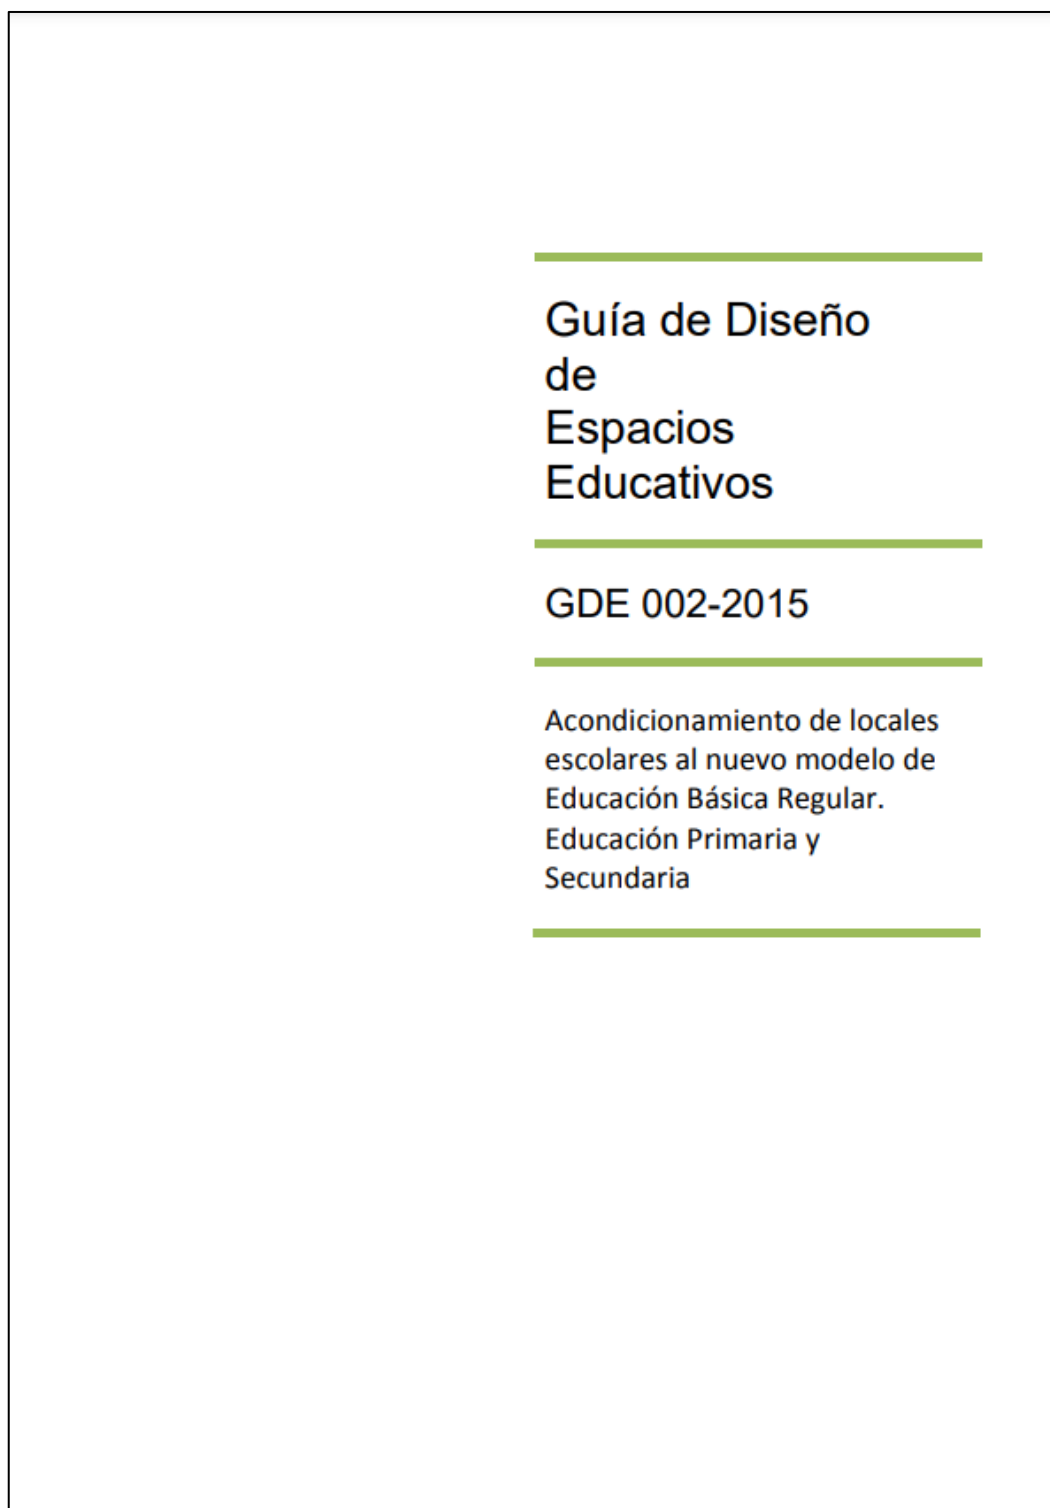 Guía de Diseño
de
Espacios
Educativos
GDE 002-2015
Acondicionamiento de locales
escolares al nuevo modelo de
Educación Básica Regular.
Educación Primaria y
Secundaria